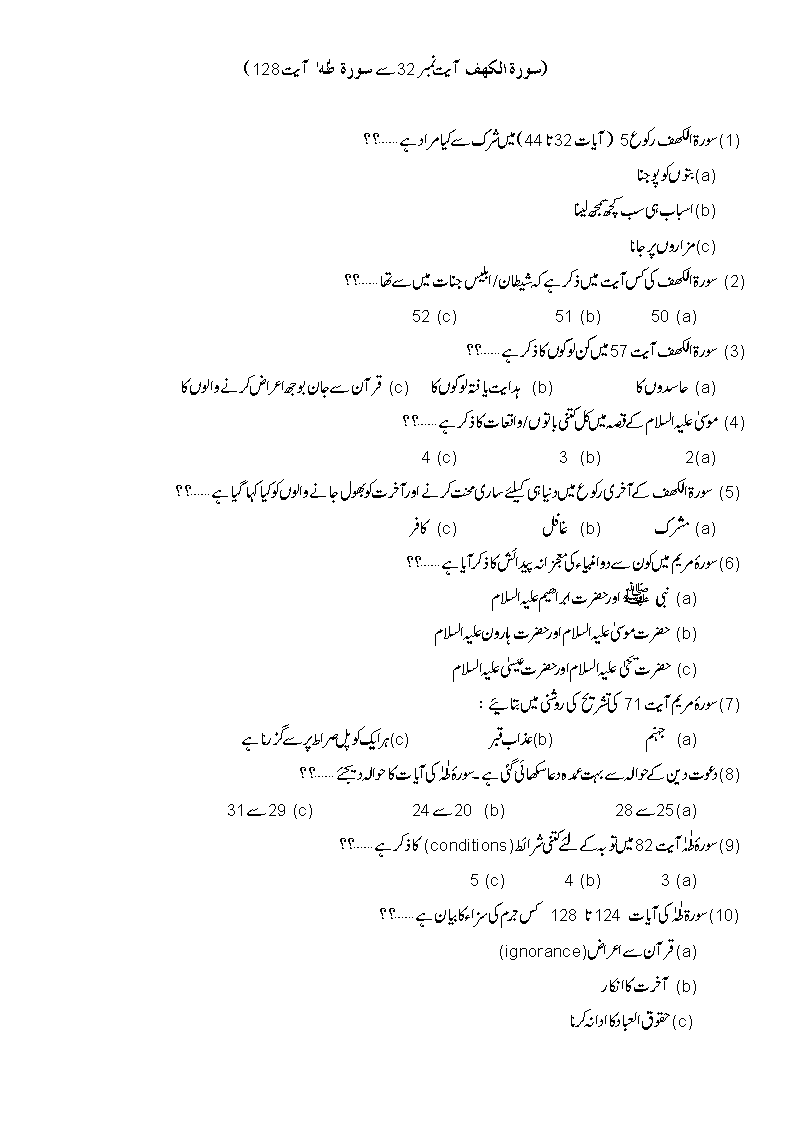 (سورۃ الکھف آیت نمبر 32 سے سورۃ طٰہٰ آیت 128)
(1) سورۃ الکھف رکوع 5 (آیات 32 تا 44) میں شرک سے کیا مراد ہے ......؟؟
(a) بتوں کو پوجنا
(b) اسباب ہی سب کچھ سمجھ لینا
(c) مزاروں پر جانا
(2) سورۃ الکھف کی کس آیت میں ذکر ہے کہ شیطان/ابلیس جنات میں سے تھا ......؟؟
(a) 50 (b) 51 (c) 52
(3) سورۃ الکھف آیت 57 میں کن لوگوں کا ذکر ہے ......؟؟
(a) حاسدوں کا (b) ہدایت یافتہ لوگوں کا (c) قرآن سے جان بوجھ اعراض کرنے والوں کا
(4) موسیٰ علیہ السلام کے قصہ میں کل کتنی باتوں/واقعات کا ذکر ہے ......؟؟
(a) 2 (b) 3 (c) 4
(5) سورۃ الکھف کے آخری رکوع میں دنیا ہی کیلئے ساری محنت کرنے اور آخرت کو بھول جانے والوں کو کیا کہا گیا ہے ......؟؟
(a) مشرک (b) غافل (c) کافر
(6) سورۂ مریم میں کون سے دو انبیاء کی معجزانہ پیدائش کا ذکر آیا ہے ......؟؟
(a) نبی ﷺ اور حضرت ابراھیم علیہ السلام
(b) حضرت موسیٰ علیہ السلام اور حضرت ہارون علیہ السلام
(c) حضرت یحییٰ علیہ السلام اور حضرت عیسیٰ علیہ السلام
(7) سورۂ مریم آیت 71 کی تشریح کی روشنی میں بتائیے :
(a) جہنم (b) عذاب قبر (c) ہر ایک کو پل صراط پر سے گزرنا ہے
(8) دعوت دین کے حوالہ سے بہت عمدہ دعا سکھائی گئی ہے۔ سورۂ طٰہٰ کی آیات کا حوالہ دیجئے ......؟؟
(a) 25 سے 28 (b) 20 سے 24 (c) 29 سے 31
(9) سورۂ طٰہٰ آیت 82 میں توبہ کے لئے کتنی شرائط (conditions) کا ذکر ہے ......؟؟
(a) 3 (b) 4 (c) 5
(10) سورۃ طٰہٰ کی آیات 124 تا 128 کس جرم کی سزاء کا بیان ہے ......؟؟
(a) قرآن سے اعراض (ignorance)
(b) آخرت کا انکار
(c) حقوق العباد کا ادا نہ کرنا